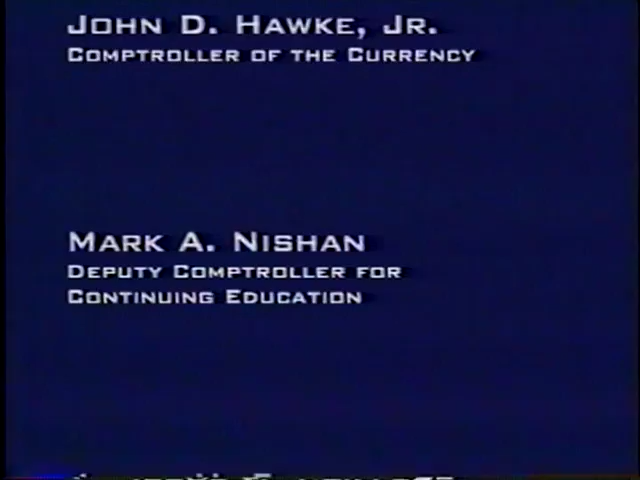 John D. Hawke, Jr.
Comptroller of the Currency
Mark A. Nishan
Deputy Comptroller for
Continuing Education